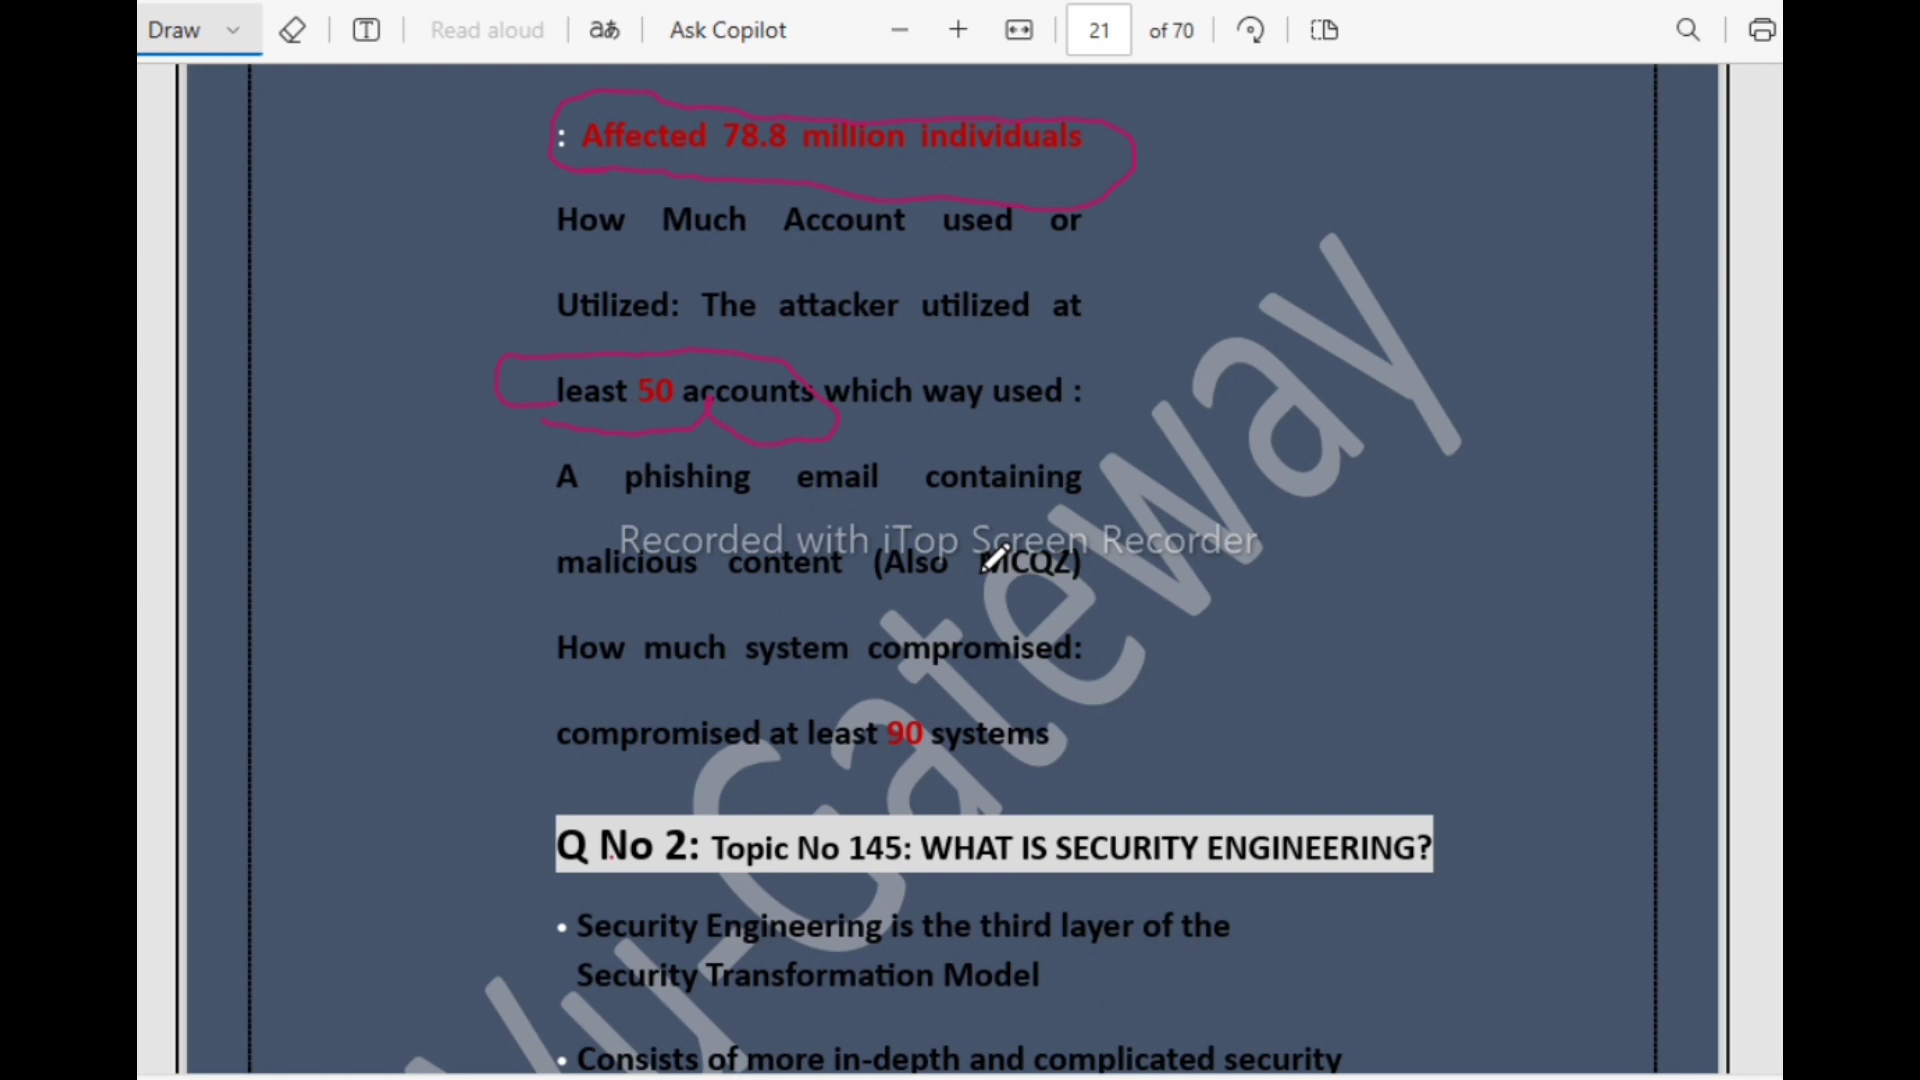 Draw Read aloud aあ Ask Copilot 21 of 70
: Affected 78.8 million individuals
How Much Account used or
Utilized: The attacker utilized at
least 50 accounts which way used :
A phishing email containing
Recorded with iTop Screen Recorder
malicious content (Also MCQZ)
How much system compromised:
compromised at least 90 systems
Q No 2: Topic No 145: WHAT IS SECURITY ENGINEERING?
• Security Engineering is the third layer of the
Security Transformation Model
• Consists of more in-depth and complicated security
Vu-Gateway